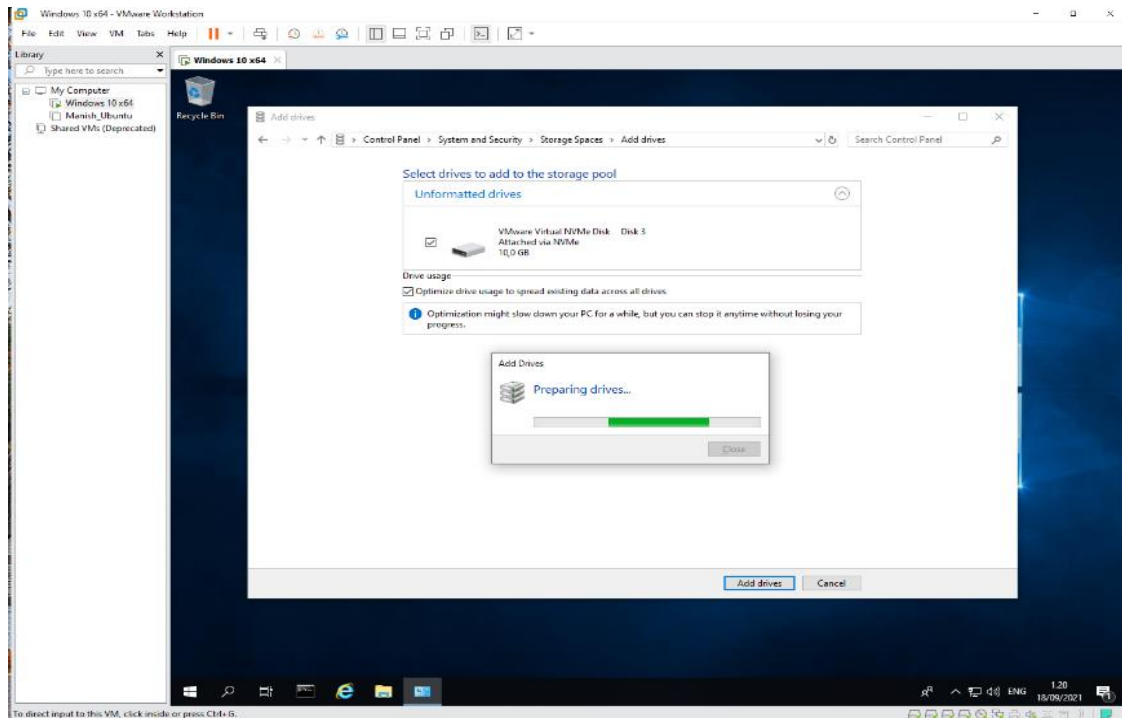 Windows 10 x64 - VMware Workstation
File Edit View VM Tabs Help
Library
Type here to search
My Computer
Windows 10 x64
Manish_Ubuntu
Shared VMs (Deprecated)
Windows 10 x64
Recycle Bin
Add drives
Control Panel > System and Security > Storage Spaces > Add drives
Search Control Panel
Select drives to add to the storage pool
Unformatted drives
VMware Virtual NVMe Disk Disk 3
Attached via NVMe
10,0 GB
Drive usage
Optimize drive usage to spread existing data across all drives
Optimization might slow down your PC for a while, but you can stop it anytime without losing your
progress.
Add Drives
Preparing drives...
Close
Add drives Cancel
ENG
1.20
18/09/2021
To direct input to this VM, click inside or press Ctrl+G.